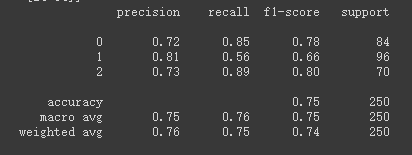 precision recall f1-score support
0 0.72 0.85 0.78 84
1 0.81 0.56 0.66 96
2 0.73 0.89 0.80 70
accuracy 0.75 250
macro avg 0.75 0.76 0.75 250
weighted avg 0.76 0.75 0.74 250